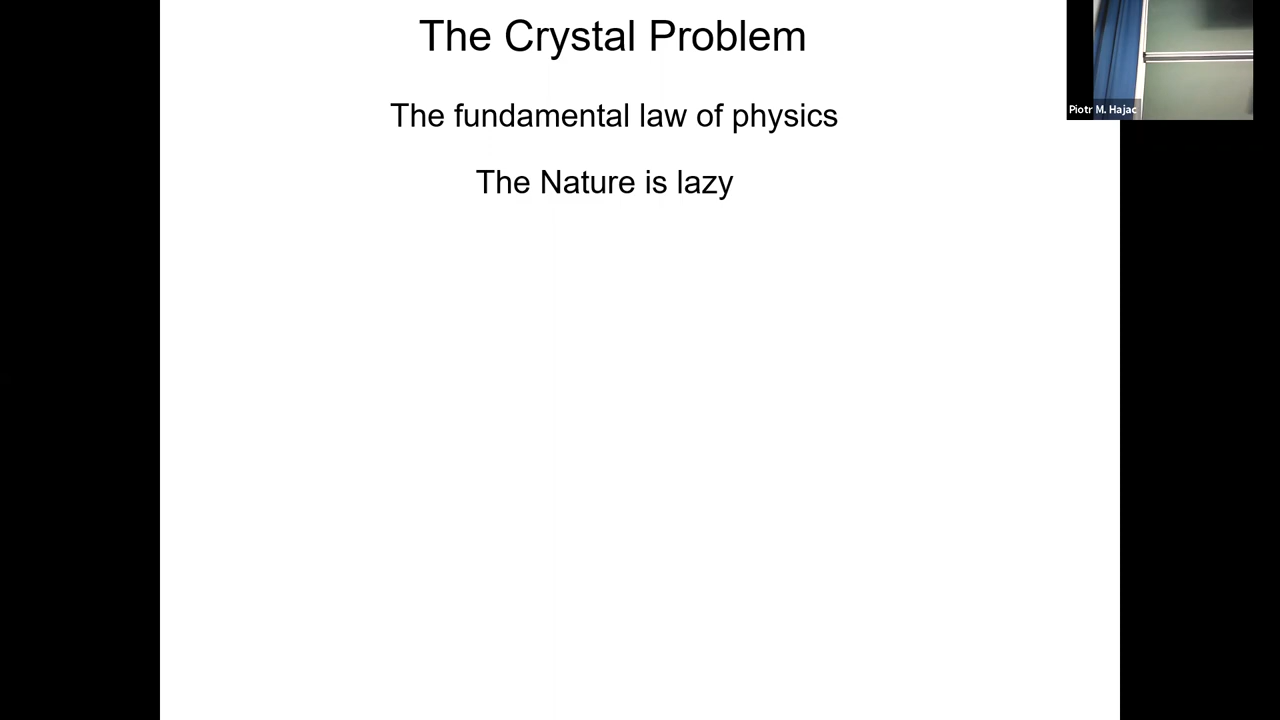 The Crystal Problem
The fundamental law of physics
The Nature is lazy
Piotr M. Hajac